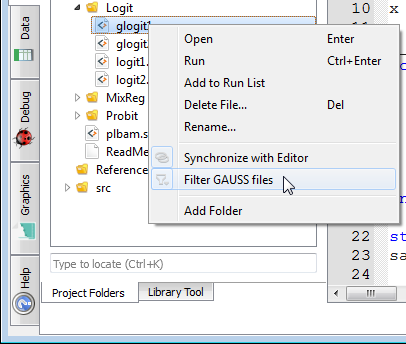 Data
Debug
Graphics
Help
Logit
glogit1
glogit
logit1.
logit2.
MixReg
Probit
plbam.s
ReadMe
Reference
src
Open Enter
Run Ctrl+Enter
Add to Run List
Delete File... Del
Rename...
Synchronize with Editor
Filter GAUSS files
Add Folder
Type to locate (Ctrl+K)
Project Folders
Library Tool
10 x
22 st
23 sa
24